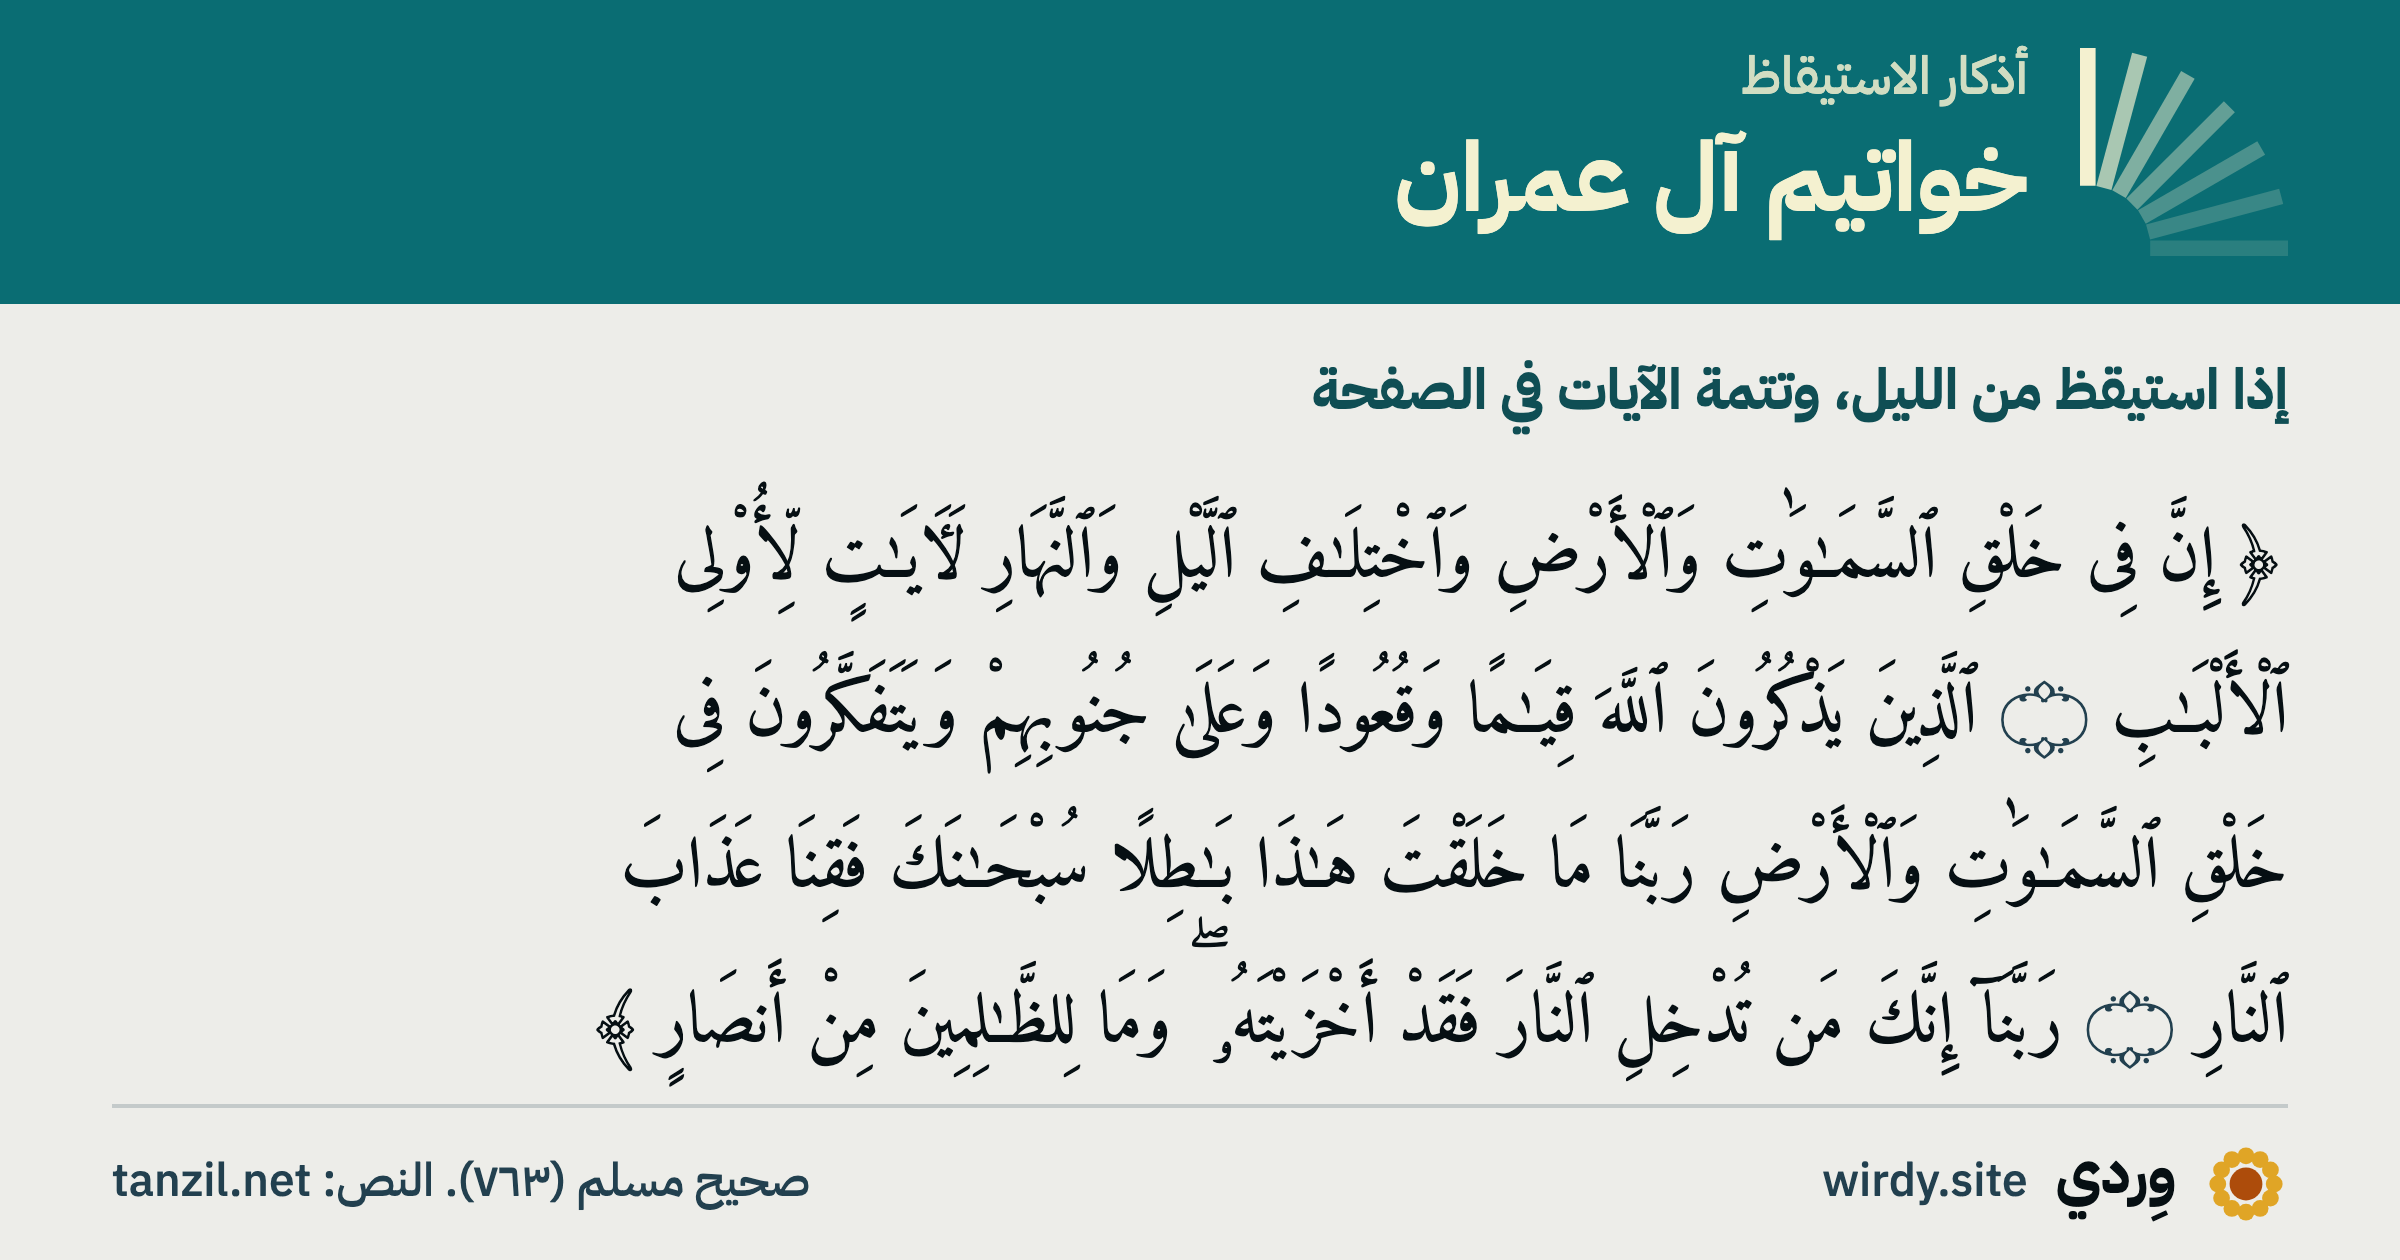 أذكار الاستيقاظ
خواتيم آل عمران
إذا استيقظ من الليل، وتتمة الآيات في الصفحة
﴿ إِنَّ فِى خَلْقِ ٱلسَّمَـٰوَٰتِ وَٱلْأَرْضِ وَٱخْتِلَـٰفِ ٱلَّيْلِ وَٱلنَّهَارِ لَـَٔايَـٰتٍ لِّأُو۟لِى
ٱلْأَلْبَـٰبِ ۝ ٱلَّذِينَ يَذْكُرُونَ ٱللَّهَ قِيَـٰمًا وَقُعُودًا وَعَلَىٰ جُنُوبِهِمْ وَيَتَفَكَّرُونَ فِى
خَلْقِ ٱلسَّمَـٰوَٰتِ وَٱلْأَرْضِ رَبَّنَا مَا خَلَقْتَ هَـٰذَا بَـٰطِلًا سُبْحَـٰنَكَ فَقِنَا عَذَابَ
ٱلنَّارِ ۝ رَبَّنَآ إِنَّكَ مَن تُدْخِلِ ٱلنَّارَ فَقَدْ أَخْزَيْتَهُۥ ۖ وَمَا لِلظَّـٰلِمِينَ مِنْ أَنصَارٍ ﴾
وِردي wirdy.site
صحيح مسلم (٧٦٣). النص: tanzil.net